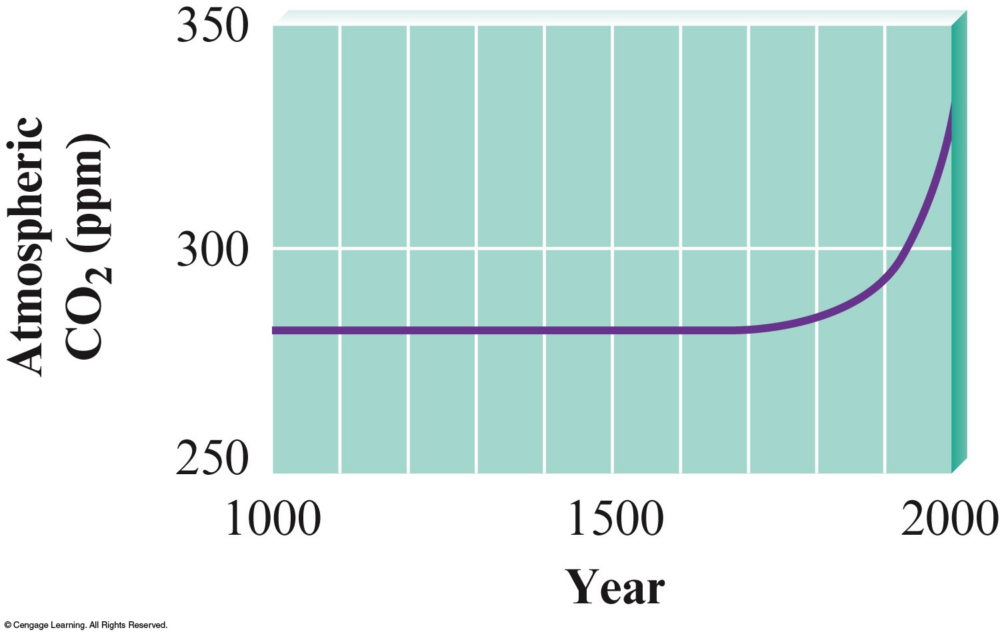 350
300
250
Atmospheric
CO₂ (ppm)
1000 1500 2000
Year
© Cengage Learning. All Rights Reserved.